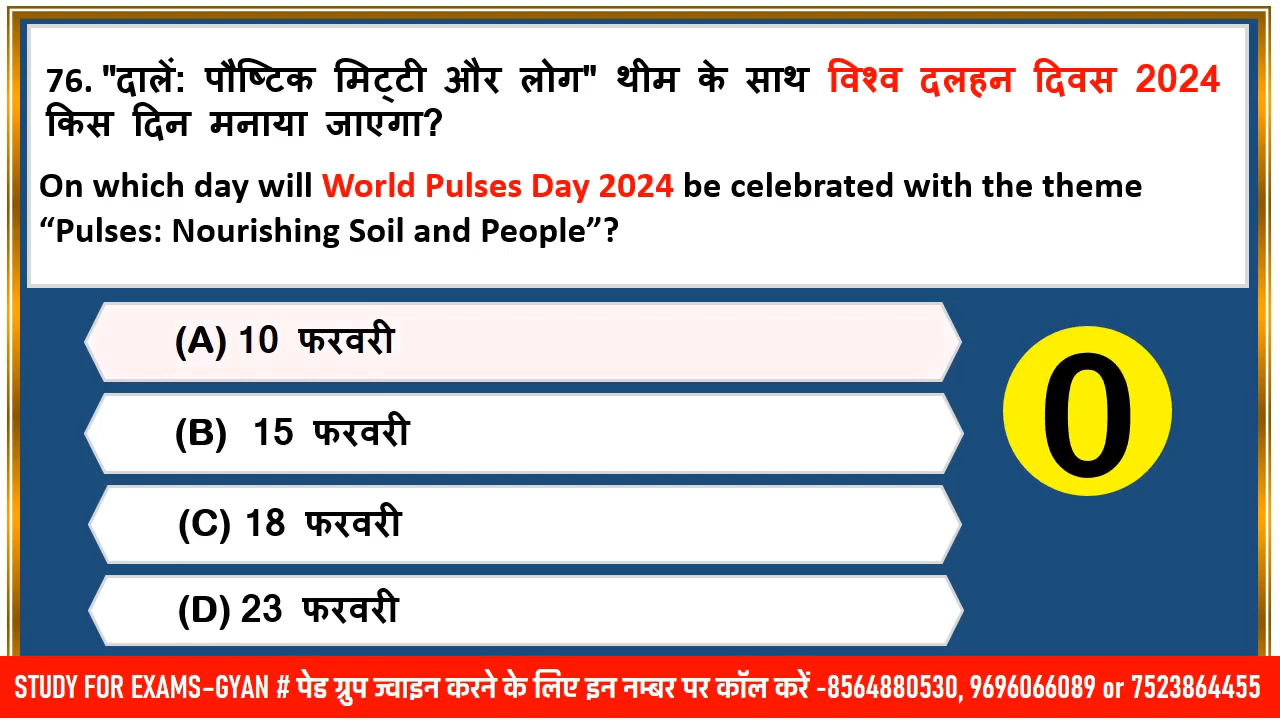 76. "दालें: पौष्टिक मिट्टी और लोग" थीम के साथ विश्व दलहन दिवस 2024
किस दिन मनाया जाएगा?
On which day will World Pulses Day 2024 be celebrated with the theme
“Pulses: Nourishing Soil and People”?
(A) 10 फरवरी
(B) 15 फरवरी
(C) 18 फरवरी
(D) 23 फरवरी
0
STUDY FOR EXAMS-GYAN # पेड ग्रुप ज्वाइन करने के लिए इन नम्बर पर कॉल करें -8564880530, 9696066089 or 7523864455